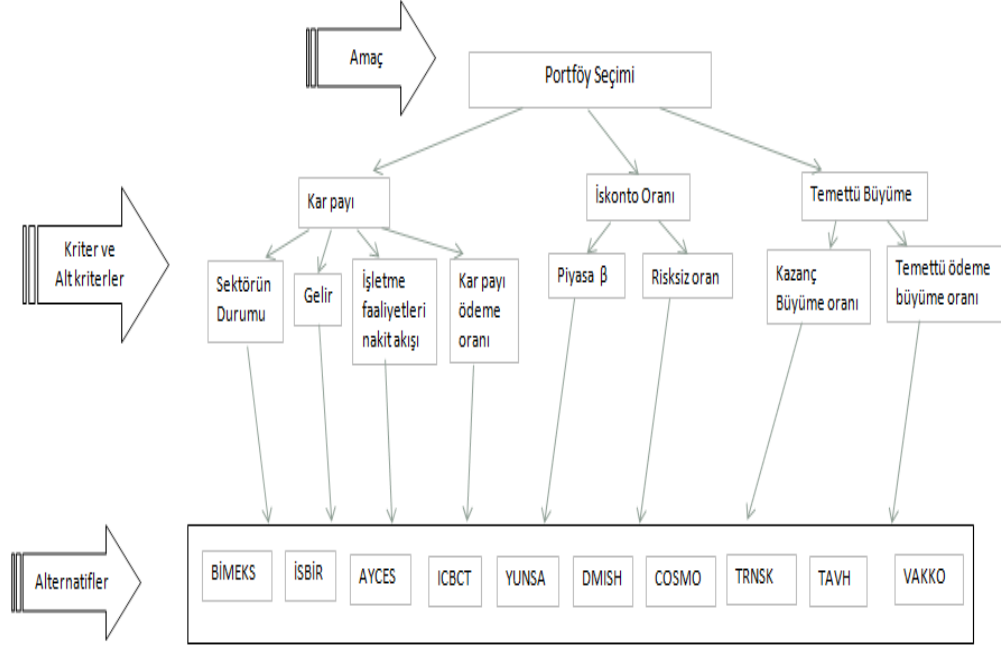 Amaç
Portföy Seçimi
Kar payı
İskonto Oranı
Temettü Büyüme
Kriter ve
Alt kriterler
Sektörün
Durumu
Gelir
İşletme
faaliyetleri
nakit akışı
Kar payı
ödeme
oranı
Piyasa β
Risksiz oran
Kazanç
Büyüme oranı
Temettü ödeme
büyüme oranı
Alternatifler
BİMEKS
İSBİR
AYCES
ICBCT
YUNSA
DMISH
COSMO
TRNSK
TAVH
VAKKO